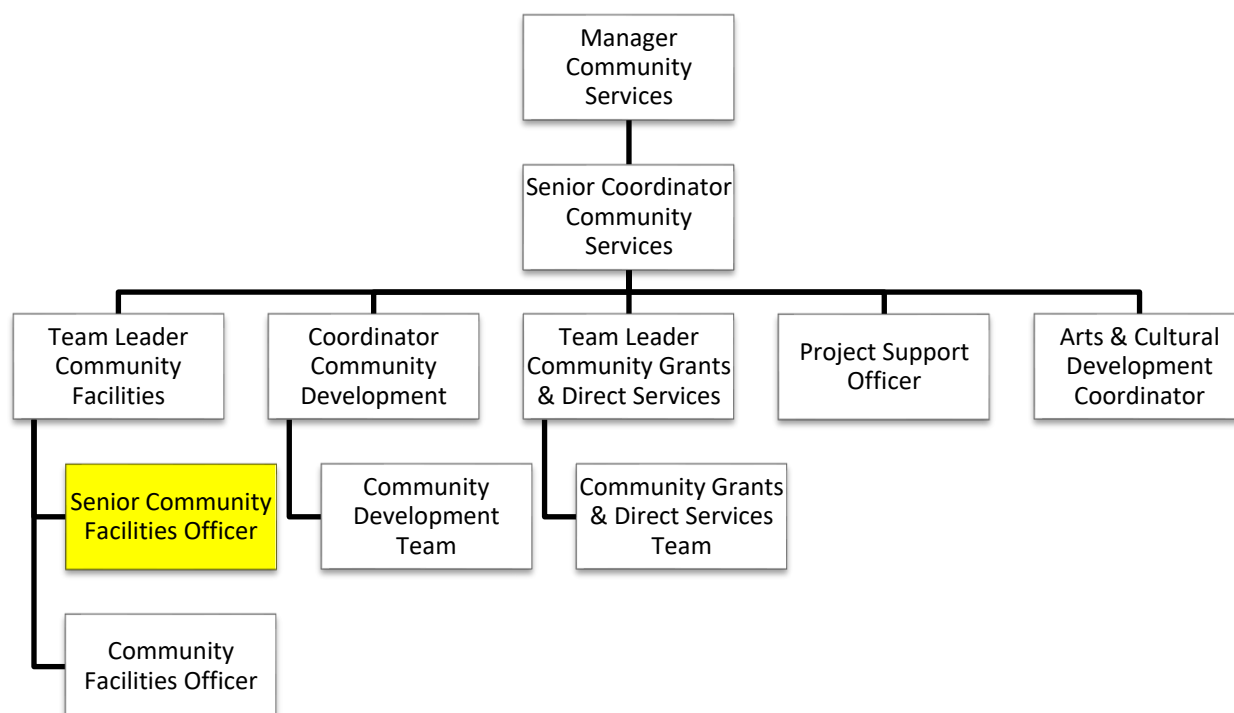 Manager
Community
Services
Senior Coordinator
Community
Services
Team Leader
Community
Facilities
Coordinator
Community
Development
Team Leader
Community Grants
& Direct Services
Project Support
Officer
Arts & Cultural
Development
Coordinator
Senior Community
Facilities Officer
Community
Development
Team
Community Grants
& Direct Services
Team
Community
Facilities Officer